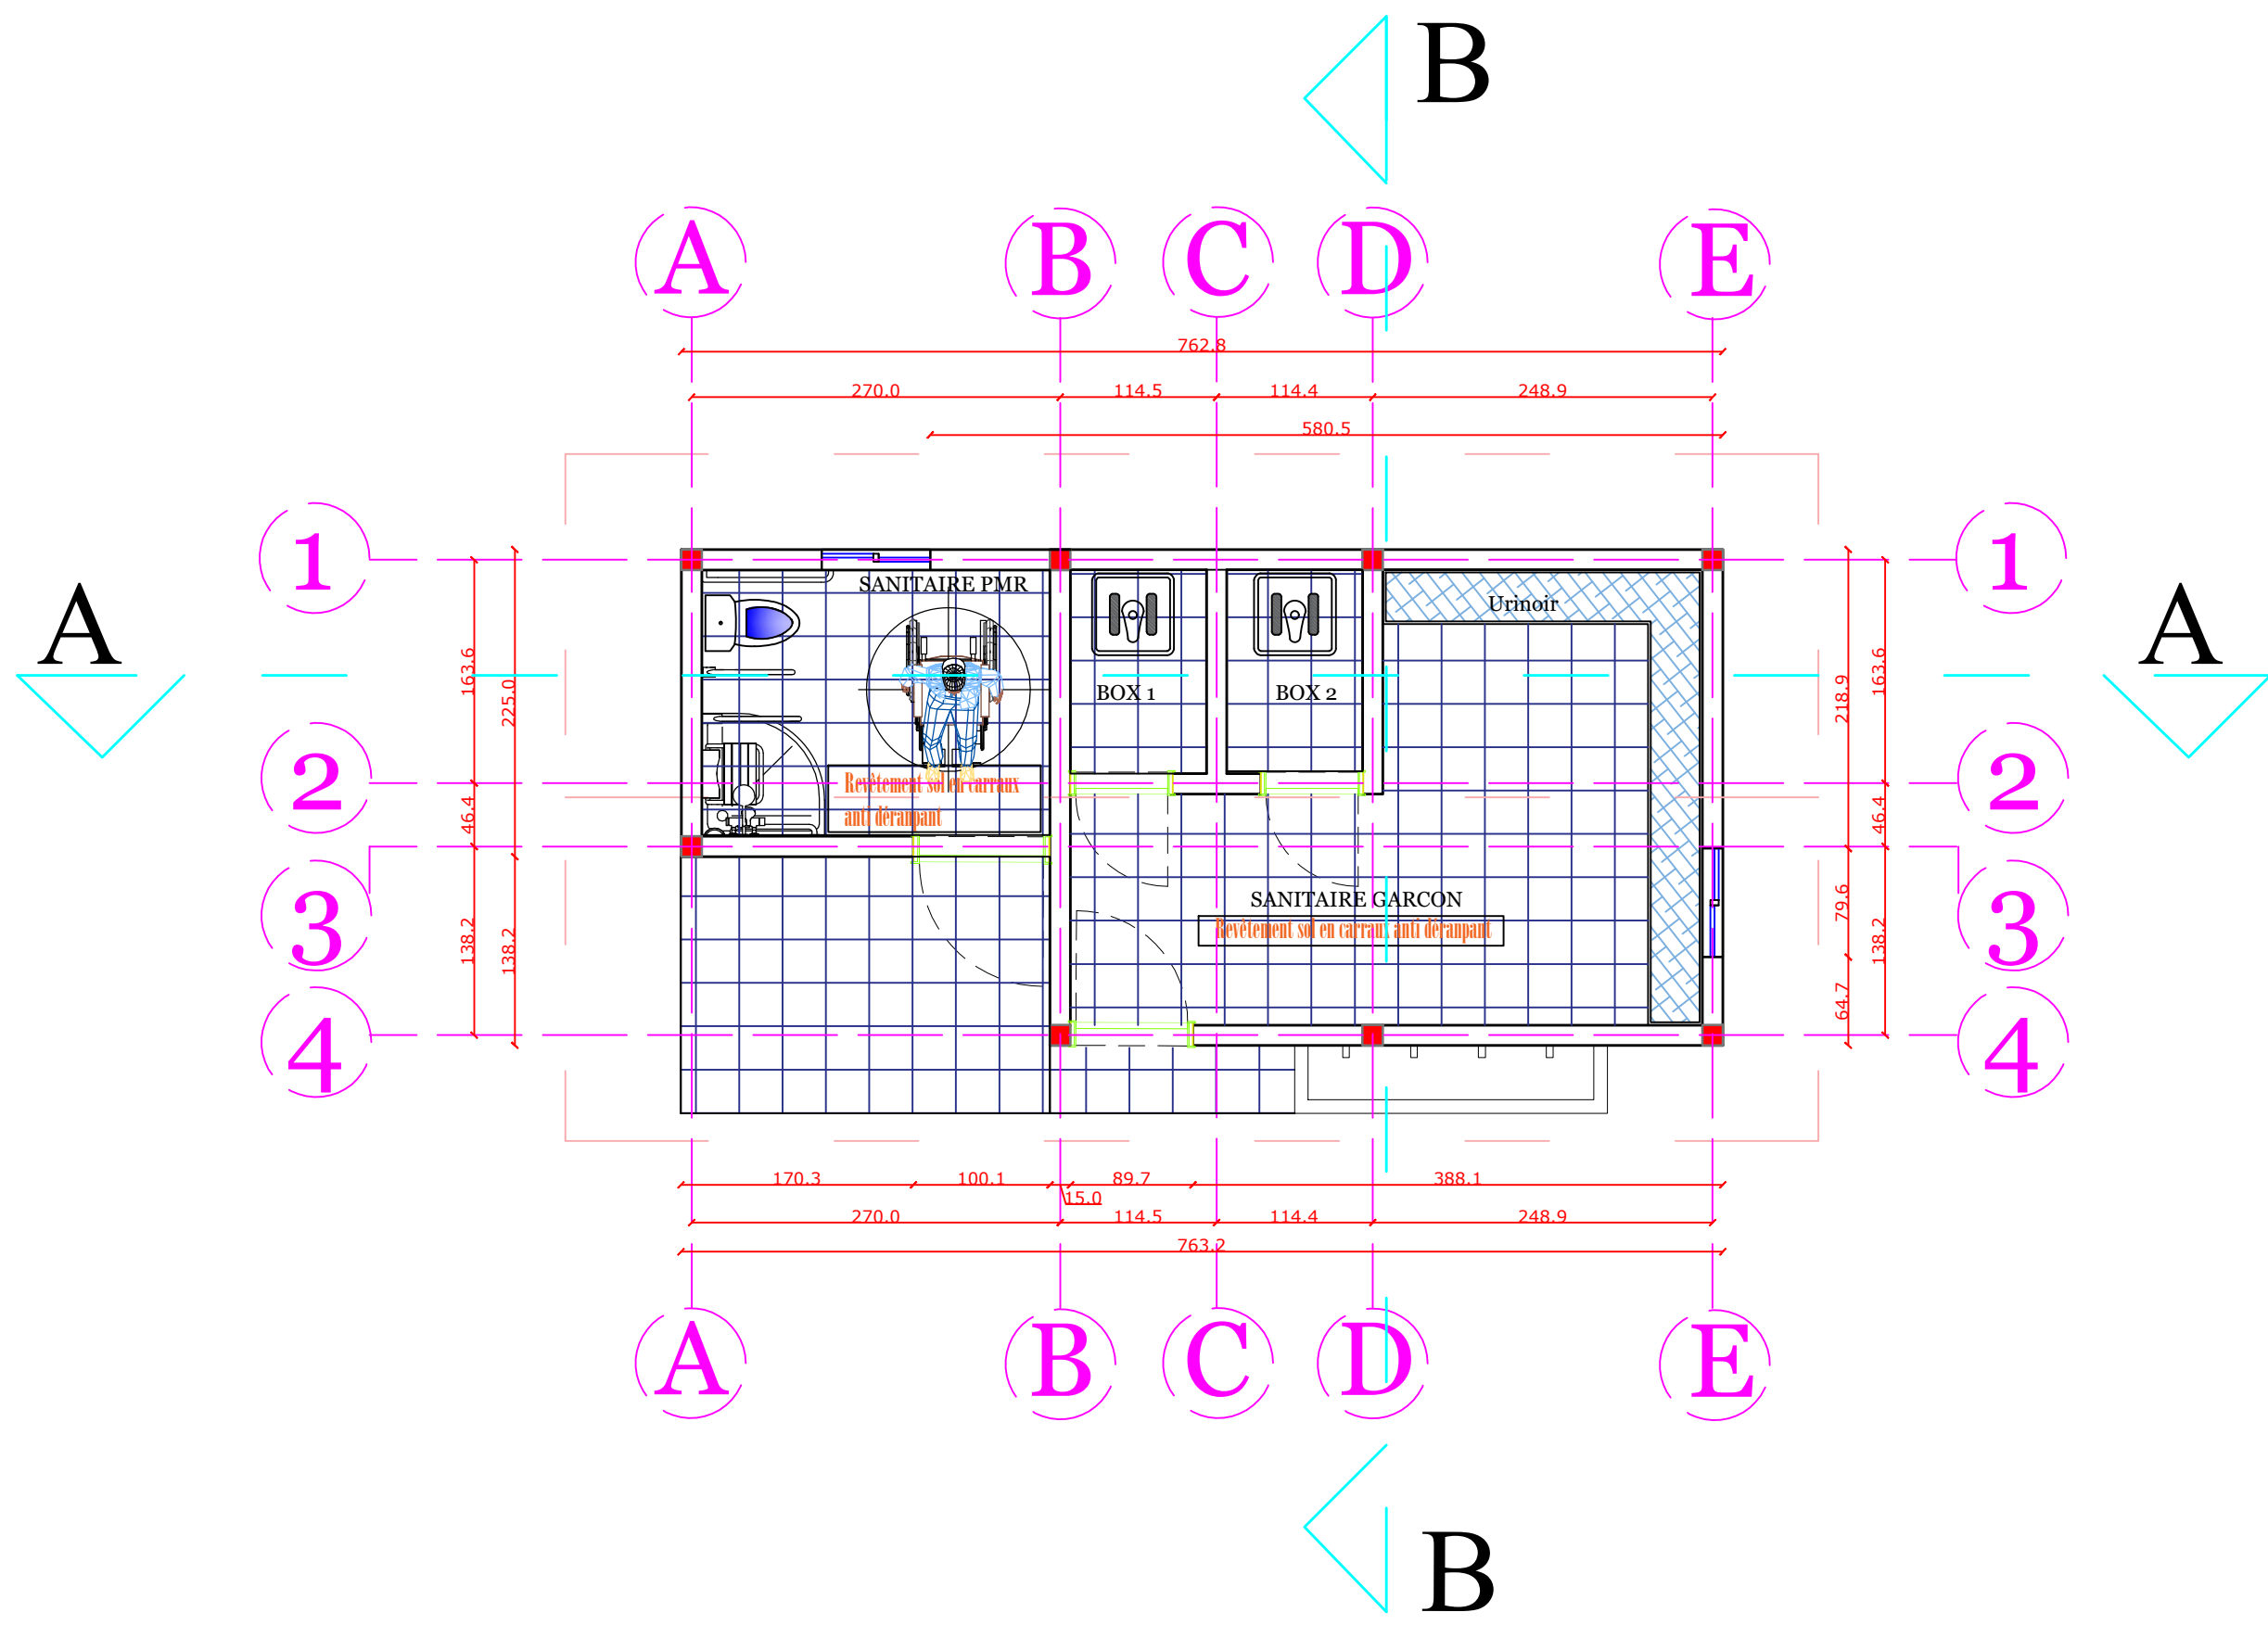 B
A B C D E
762.8
270.0 114.5 114.4 248.9
580.5
1 1
A A
SANITAIRE PMR
Urinoir
163.6 225.0 218.9 163.6
BOX 1 BOX 2
2 2
Revêtement sol en carraux
anti déranpant
46.4 46.4
3 3
SANITAIRE GARCON
Revêtement sol en carraux anti déranpant
138.2 138.2 79.6 138.2
64.7
4 4
170.3 100.1 89.7 388.1
15.0
270.0 114.5 114.4 248.9
763.2
A B C D E
B